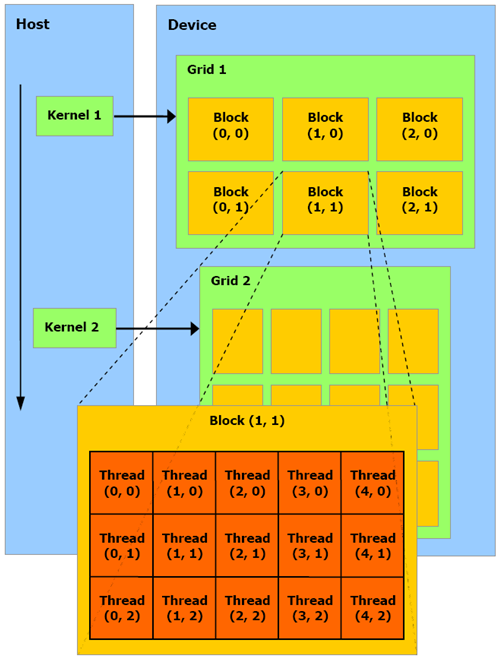 Host
Device
Grid 1
Kernel 1
Block
(0, 0)
Block
(1, 0)
Block
(2, 0)
Block
(0, 1)
Block
(1, 1)
Block
(2, 1)
Grid 2
Kernel 2
Block (1, 1)
Thread
(0, 0)
Thread
(1, 0)
Thread
(2, 0)
Thread
(3, 0)
Thread
(4, 0)
Thread
(0, 1)
Thread
(1, 1)
Thread
(2, 1)
Thread
(3, 1)
Thread
(4, 1)
Thread
(0, 2)
Thread
(1, 2)
Thread
(2, 2)
Thread
(3, 2)
Thread
(4, 2)